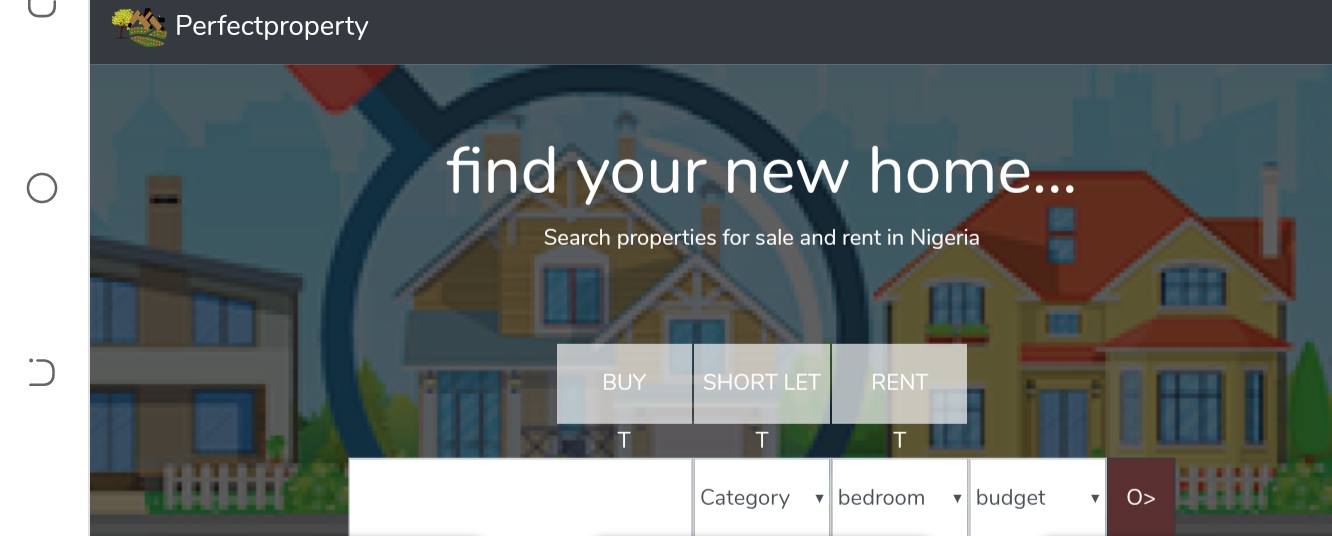 Perfectproperty
find your new home...
Search properties for sale and rent in Nigeria
BUY SHORT LET RENT
T T T
Category ▾ bedroom ▾ budget ▾ O>